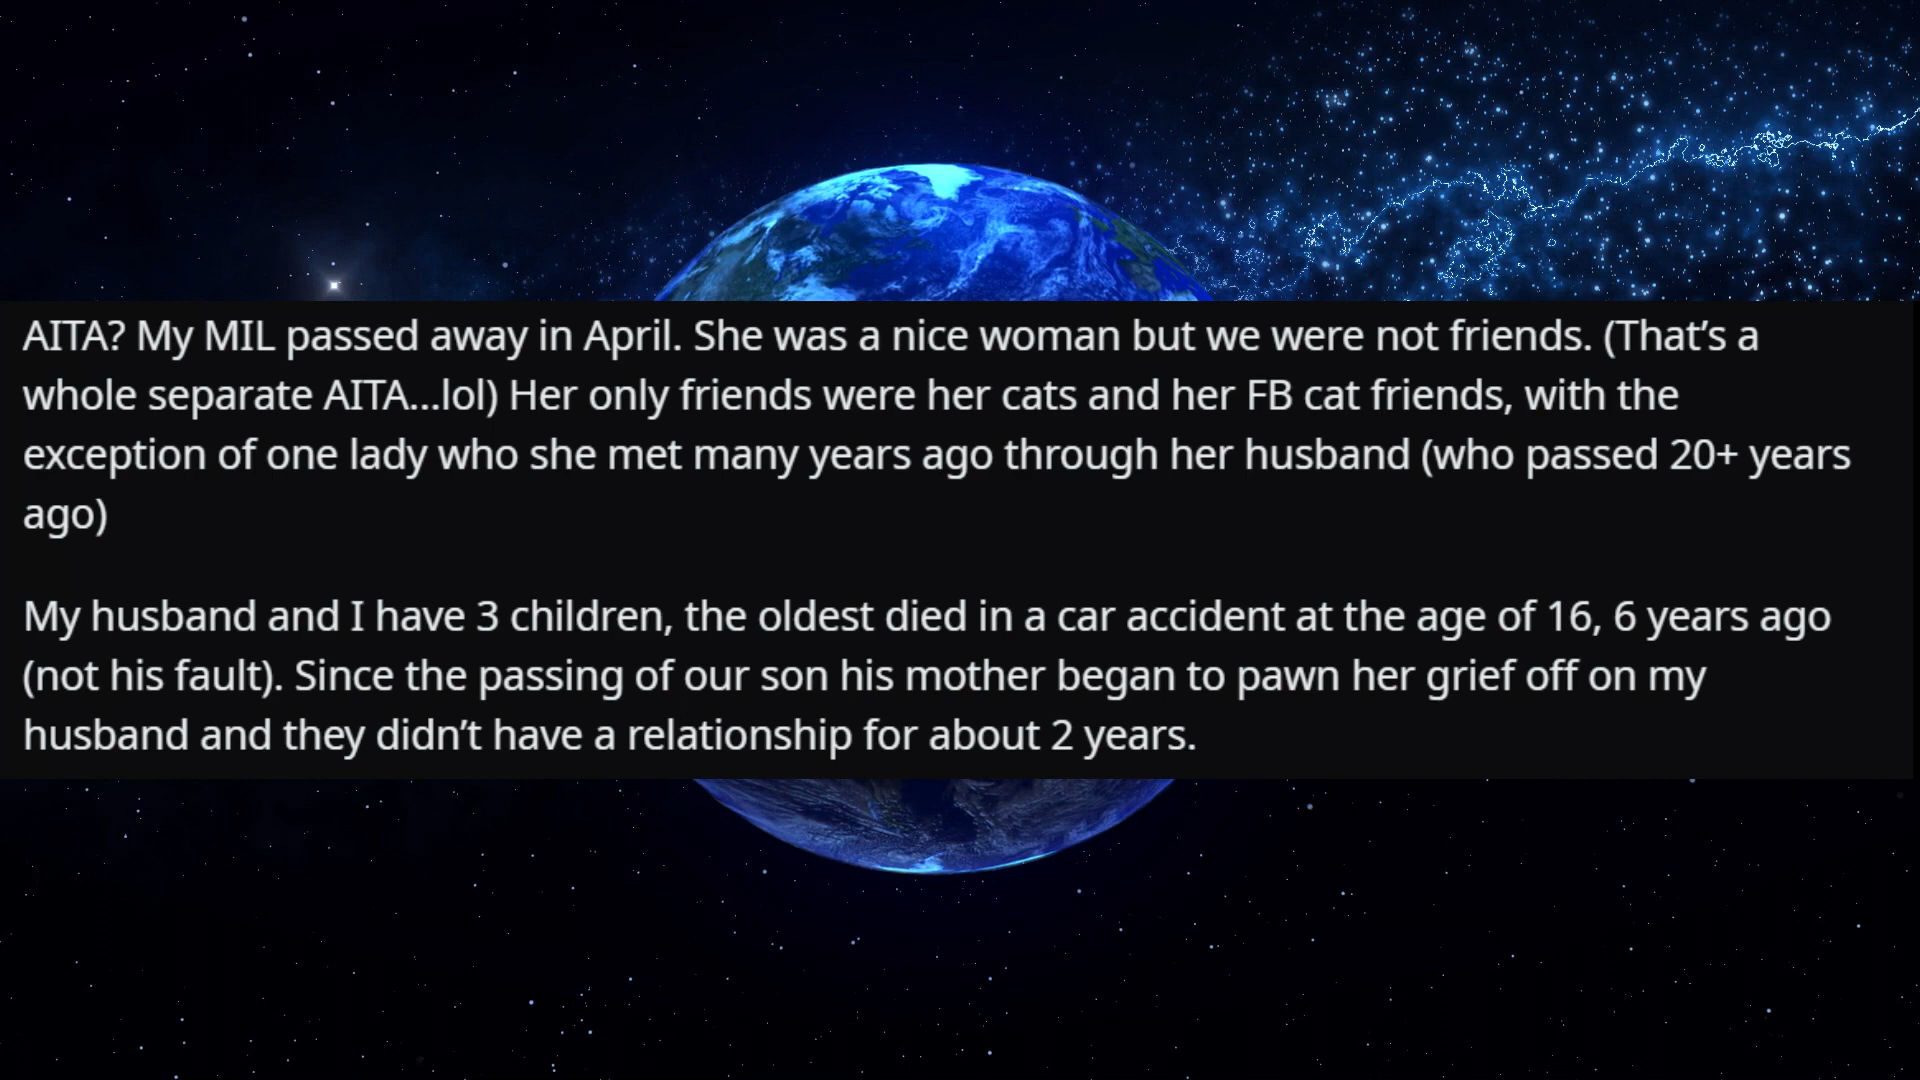 AITA? My MIL passed away in April. She was a nice woman but we were not friends. (That’s a
whole separate AITA...lol) Her only friends were her cats and her FB cat friends, with the
exception of one lady who she met many years ago through her husband (who passed 20+ years
ago)
My husband and I have 3 children, the oldest died in a car accident at the age of 16, 6 years ago
(not his fault). Since the passing of our son his mother began to pawn her grief off on my
husband and they didn’t have a relationship for about 2 years.